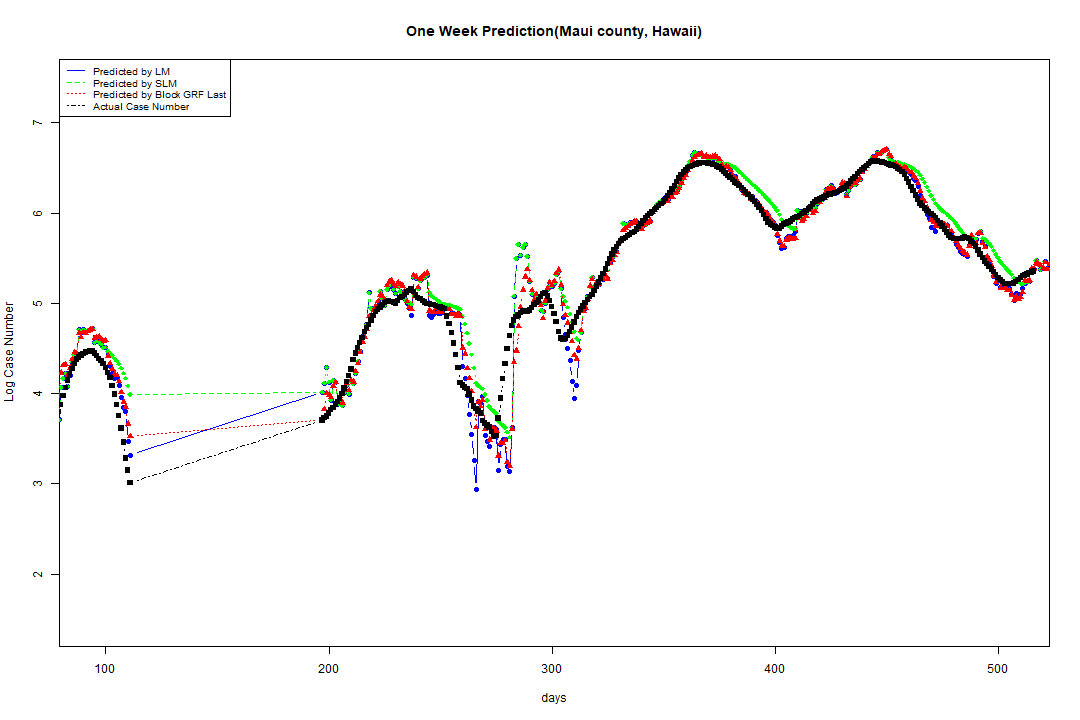 One Week Prediction(Maui county, Hawaii)
Predicted by LM
Predicted by SLM
Predicted by Block GRF Last
Actual Case Number
Log Case Number
7
6
5
4
3
2
100 200 300 400 500
days